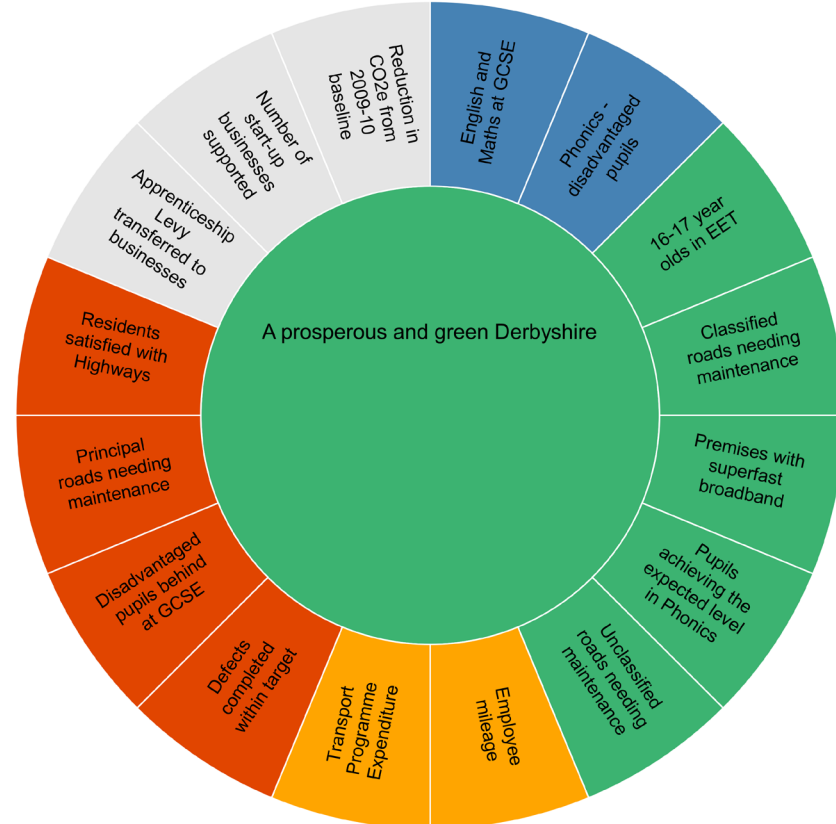 A prosperous and green Derbyshire
English and
Maths at GCSE
Phonics -
disadvantaged
pupils
16-17 year
olds in EET
Classified
roads needing
maintenance
Premises with
superfast
broadband
Pupils
achieving the
expected level
in Phonics
Unclassified
roads needing
maintenance
Employee
mileage
Transport
Programme
Expenditure
Defects
completed
within target
Disadvantaged
pupils behind
at GCSE
Principal
roads needing
maintenance
Residents
satisfied with
Highways
Apprenticeship
Levy
transferred to
businesses
Number of
start-up
businesses
supported
Reduction in
CO2e from
2009-10
baseline